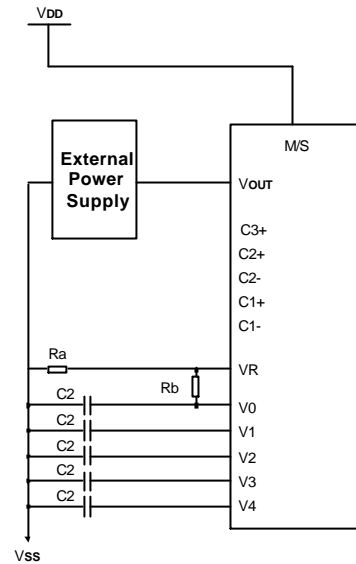 VDD
M/S
External
Power
Supply
VOUT
C3+
C2+
C2-
C1+
C1-
Ra
VR
Rb
C2
V0
C2
V1
C2
V2
C2
V3
C2
V4
Vss